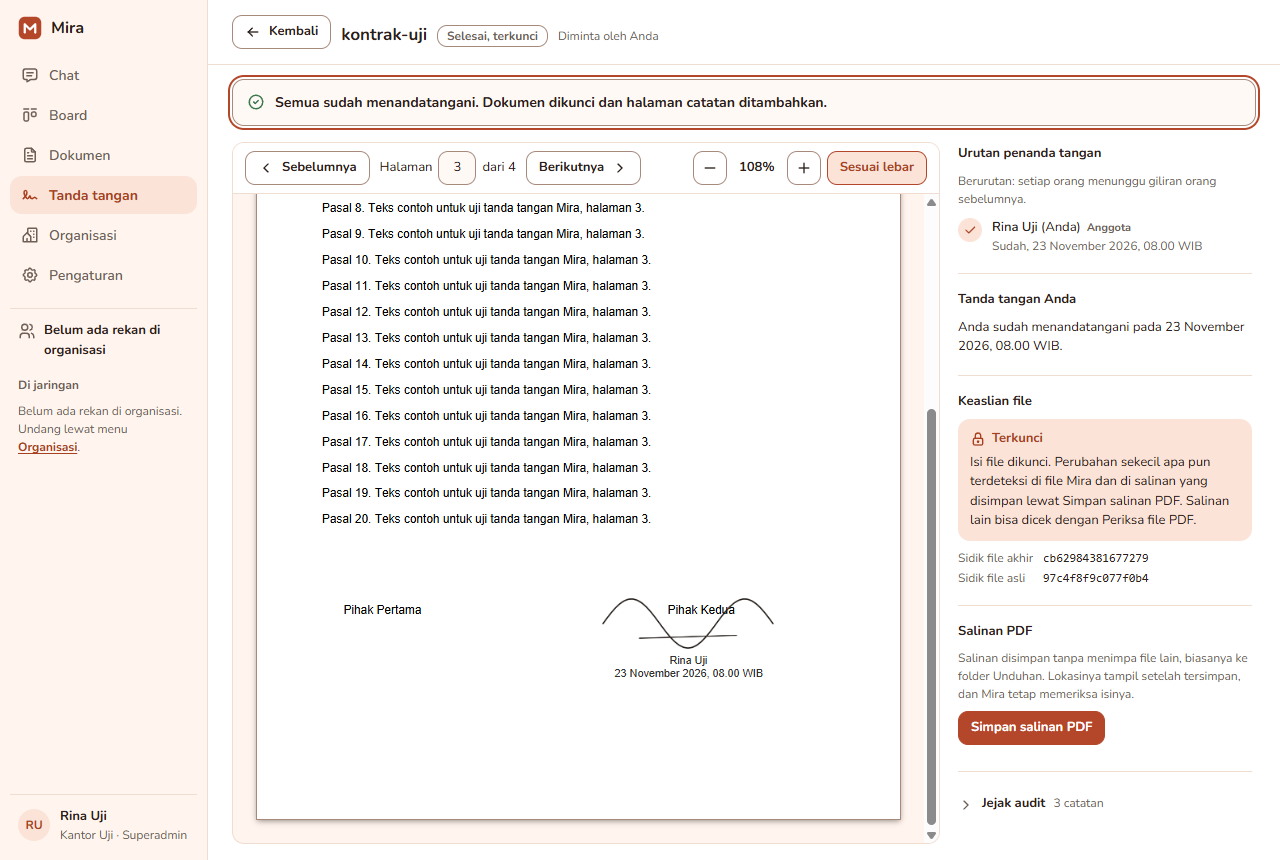 Mira
Chat
Board
Dokumen
Tanda tangan
Organisasi
Pengaturan
Belum ada rekan di
organisasi
Di jaringan
Belum ada rekan di organisasi.
Undang lewat menu
Organisasi.
RU
Rina Uji
Kantor Uji · Superadmin
Kembali
kontrak-uji
Selesai, terkunci
Diminta oleh Anda
Semua sudah menandatangani. Dokumen dikunci dan halaman catatan ditambahkan.
Sebelumnya
Halaman 3 dari 4
Berikutnya
108%
Sesuai lebar
Pasal 8. Teks contoh untuk uji tanda tangan Mira, halaman 3.
Pasal 9. Teks contoh untuk uji tanda tangan Mira, halaman 3.
Pasal 10. Teks contoh untuk uji tanda tangan Mira, halaman 3.
Pasal 11. Teks contoh untuk uji tanda tangan Mira, halaman 3.
Pasal 12. Teks contoh untuk uji tanda tangan Mira, halaman 3.
Pasal 13. Teks contoh untuk uji tanda tangan Mira, halaman 3.
Pasal 14. Teks contoh untuk uji tanda tangan Mira, halaman 3.
Pasal 15. Teks contoh untuk uji tanda tangan Mira, halaman 3.
Pasal 16. Teks contoh untuk uji tanda tangan Mira, halaman 3.
Pasal 17. Teks contoh untuk uji tanda tangan Mira, halaman 3.
Pasal 18. Teks contoh untuk uji tanda tangan Mira, halaman 3.
Pasal 19. Teks contoh untuk uji tanda tangan Mira, halaman 3.
Pasal 20. Teks contoh untuk uji tanda tangan Mira, halaman 3.
Pihak Pertama
Pihak Kedua
Rina Uji
23 November 2026, 08.00 WIB
Urutan penanda tangan
Berurutan: setiap orang menunggu giliran orang
sebelumnya.
Rina Uji (Anda) Anggota
Sudah, 23 November 2026, 08.00 WIB
Tanda tangan Anda
Anda sudah menandatangani pada 23 November
2026, 08.00 WIB.
Keaslian file
Terkunci
Isi file dikunci. Perubahan sekecil apa pun
terdeteksi di file Mira dan di salinan yang
disimpan lewat Simpan salinan PDF. Salinan
lain bisa dicek dengan Periksa file PDF.
Sidik file akhir cb62984381677279
Sidik file asli 97c4f8f9c077f0b4
Salinan PDF
Salinan disimpan tanpa menimpa file lain, biasanya ke
folder Unduhan. Lokasinya tampil setelah tersimpan,
dan Mira tetap memeriksa isinya.
Simpan salinan PDF
Jejak audit 3 catatan